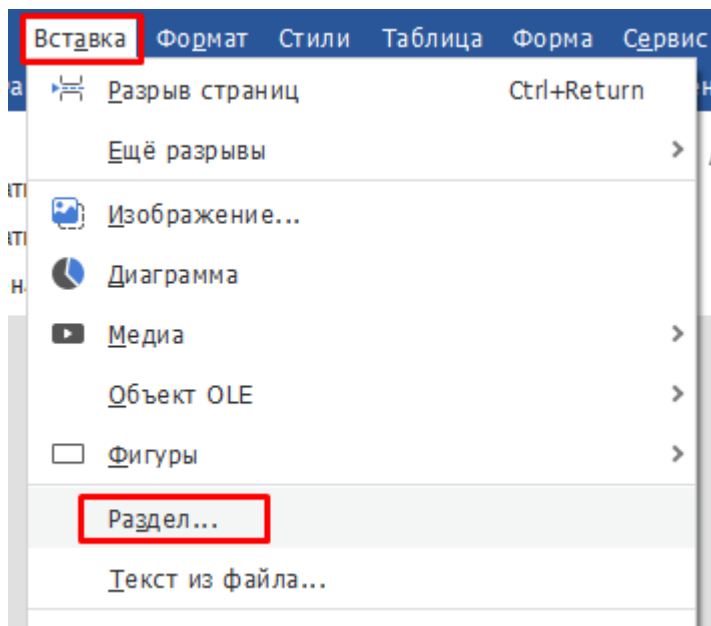 Вставка Формат Стили Таблица Форма Сервис
Разрыв страниц Ctrl+Return
Ещё разрывы
Изображение...
Диаграмма
Медиа
Объект OLE
Фигуры
Раздел...
Текст из файла...